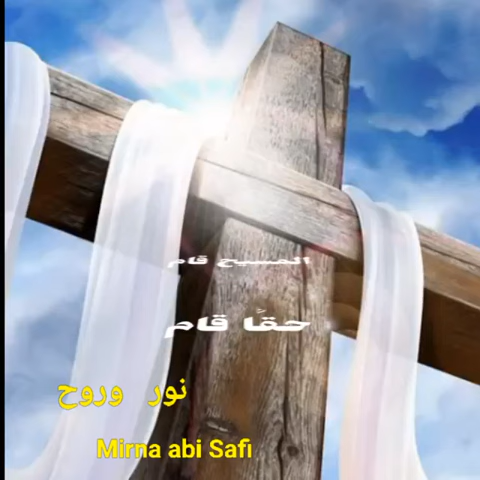 المسيح قام
حقًا قام
نور وروح
Mirna abi Safi